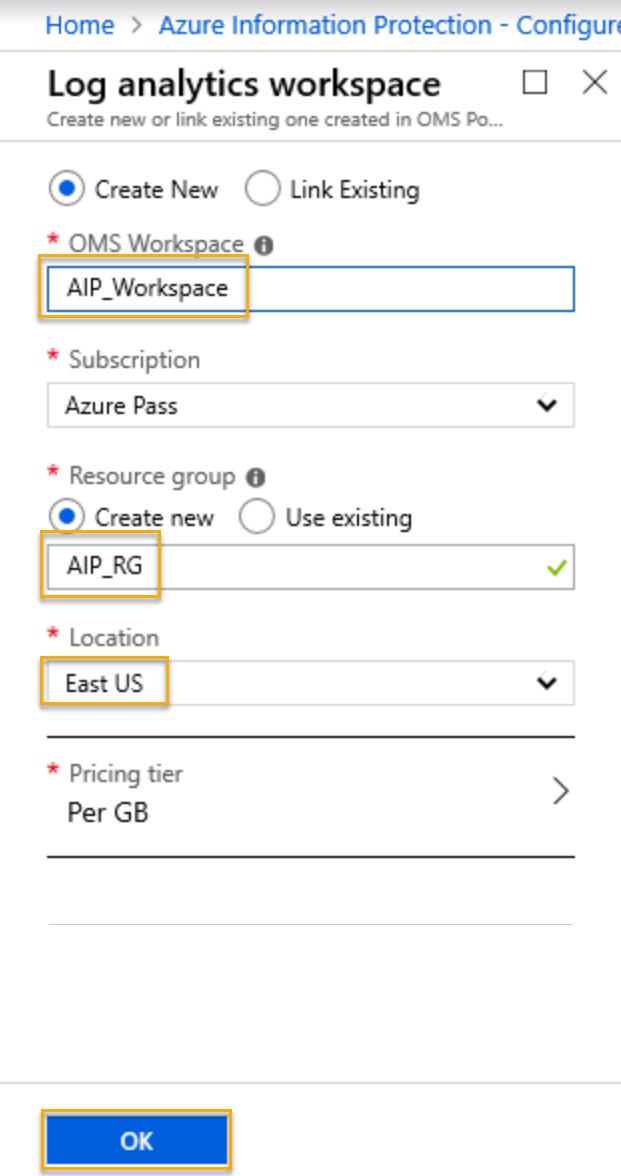 Home > Azure Information Protection - Configure
Log analytics workspace
Create new or link existing one created in OMS Po...
Create New Link Existing
* OMS Workspace
AIP_Workspace
* Subscription
Azure Pass
* Resource group
Create new Use existing
AIP_RG
* Location
East US
* Pricing tier
Per GB
OK